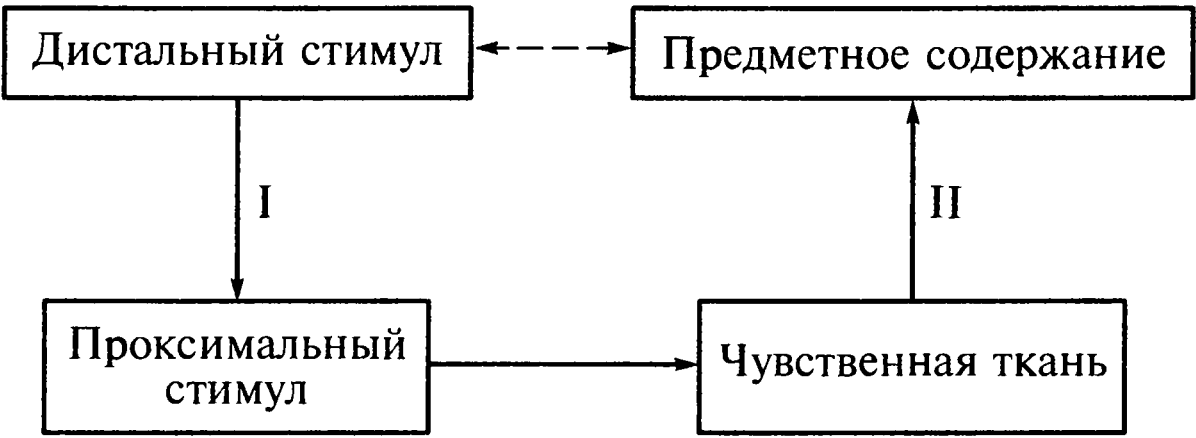 Дистальный стимул
Предметное содержание
I
II
Проксимальный
стимул
Чувственная ткань